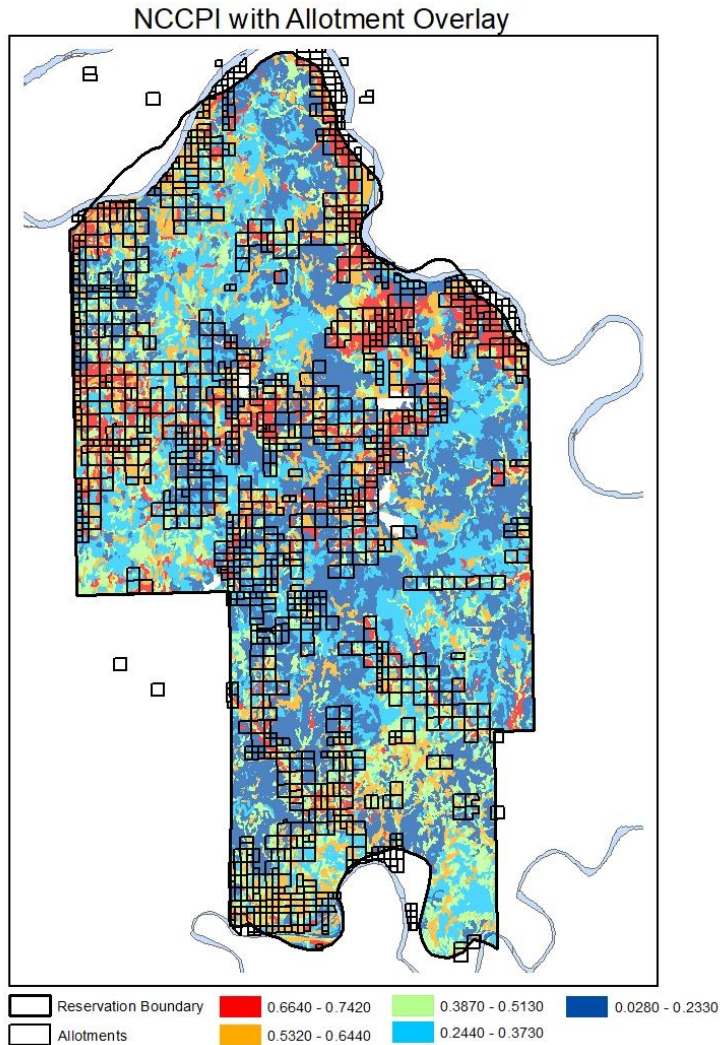 NCCPI with Allotment Overlay
Reservation Boundary 0.6640 - 0.7420 0.3870 - 0.5130 0.0280 - 0.2330
Allotments 0.5320 - 0.6440 0.2440 - 0.3730